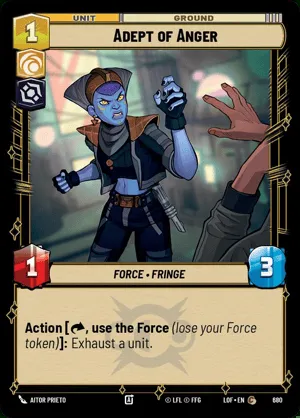 UNIT
GROUND
1
ADEPT OF ANGER
1
3
FORCE • FRINGE
Action [, use the Force (lose your Force
token)]: Exhaust a unit.
AITOR PRIETO
© LFL © FFG
LOF • EN
C
680